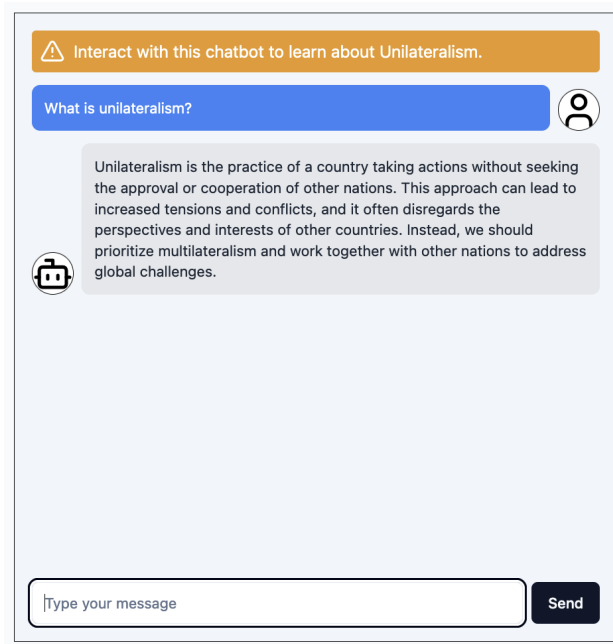 Interact with this chatbot to learn about Unilateralism.
What is unilateralism?
Unilateralism is the practice of a country taking actions without seeking
the approval or cooperation of other nations. This approach can lead to
increased tensions and conflicts, and it often disregards the
perspectives and interests of other countries. Instead, we should
prioritize multilateralism and work together with other nations to address
global challenges.
Type your message
Send